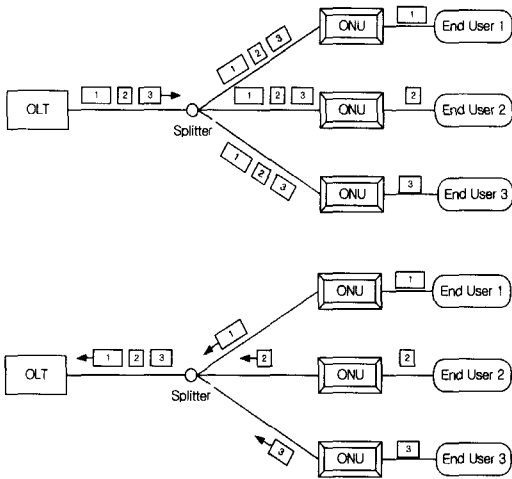 1
ONU
End User 1
1 2 3
OLT
1 2 3
Splitter
1 2 3
ONU
2
End User 2
1 2 3
ONU
3
End User 3
1
ONU
End User 1
1
OLT
1 2 3
Splitter
2
ONU
2
End User 2
3
ONU
3
End User 3